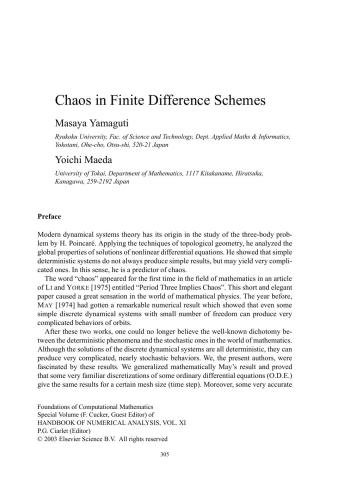 Chaos in Finite Difference Schemes
Masaya Yamaguti
Ryukoku University, Fac. of Science and Technology, Dept. Applied Maths & Informatics,
Yokotani, Ohe-cho, Otsu-shi, 520-21 Japan
Yoichi Maeda
University of Tokai, Department of Mathematics, 1117 Kitakaname, Hiratsuka,
Kanagawa, 259-2192 Japan
Preface
Modern dynamical systems theory has its origin in the study of the three-body prob-
lem by H. Poincaré. Applying the techniques of topological geometry, he analyzed the
global properties of solutions of nonlinear differential equations. He showed that simple
deterministic systems do not always produce simple results, but may yield very compli-
cated ones. In this sense, he is a predictor of chaos.
The word “chaos” appeared for the first time in the field of mathematics in an article
of LI and YORKE [1975] entitled “Period Three Implies Chaos”. This short and elegant
paper caused a great sensation in the world of mathematical physics. The year before,
MAY [1974] had gotten a remarkable numerical result which showed that even some
simple discrete dynamical systems with small number of freedom can produce very
complicated behaviors of orbits.
After these two works, one could no longer believe the well-known dichotomy be-
tween the deterministic phenomena and the stochastic ones in the world of mathematics.
Although the solutions of the discrete dynamical systems are all deterministic, they can
produce very complicated, nearly stochastic behaviors. We, the present authors, were
fascinated by these results. We generalized mathematically May’s result and proved
that some very familiar discretizations of some ordinary differential equations (O.D.E.)
give the same results for a certain mesh size (time step). Moreover, some very accurate
Foundations of Computational Mathematics
Special Volume (F. Cucker, Guest Editor) of
HANDBOOK OF NUMERICAL ANALYSIS, VOL. XI
P.G. Ciarlet (Editor)
© 2003 Elsevier Science B.V. All rights reserved
305